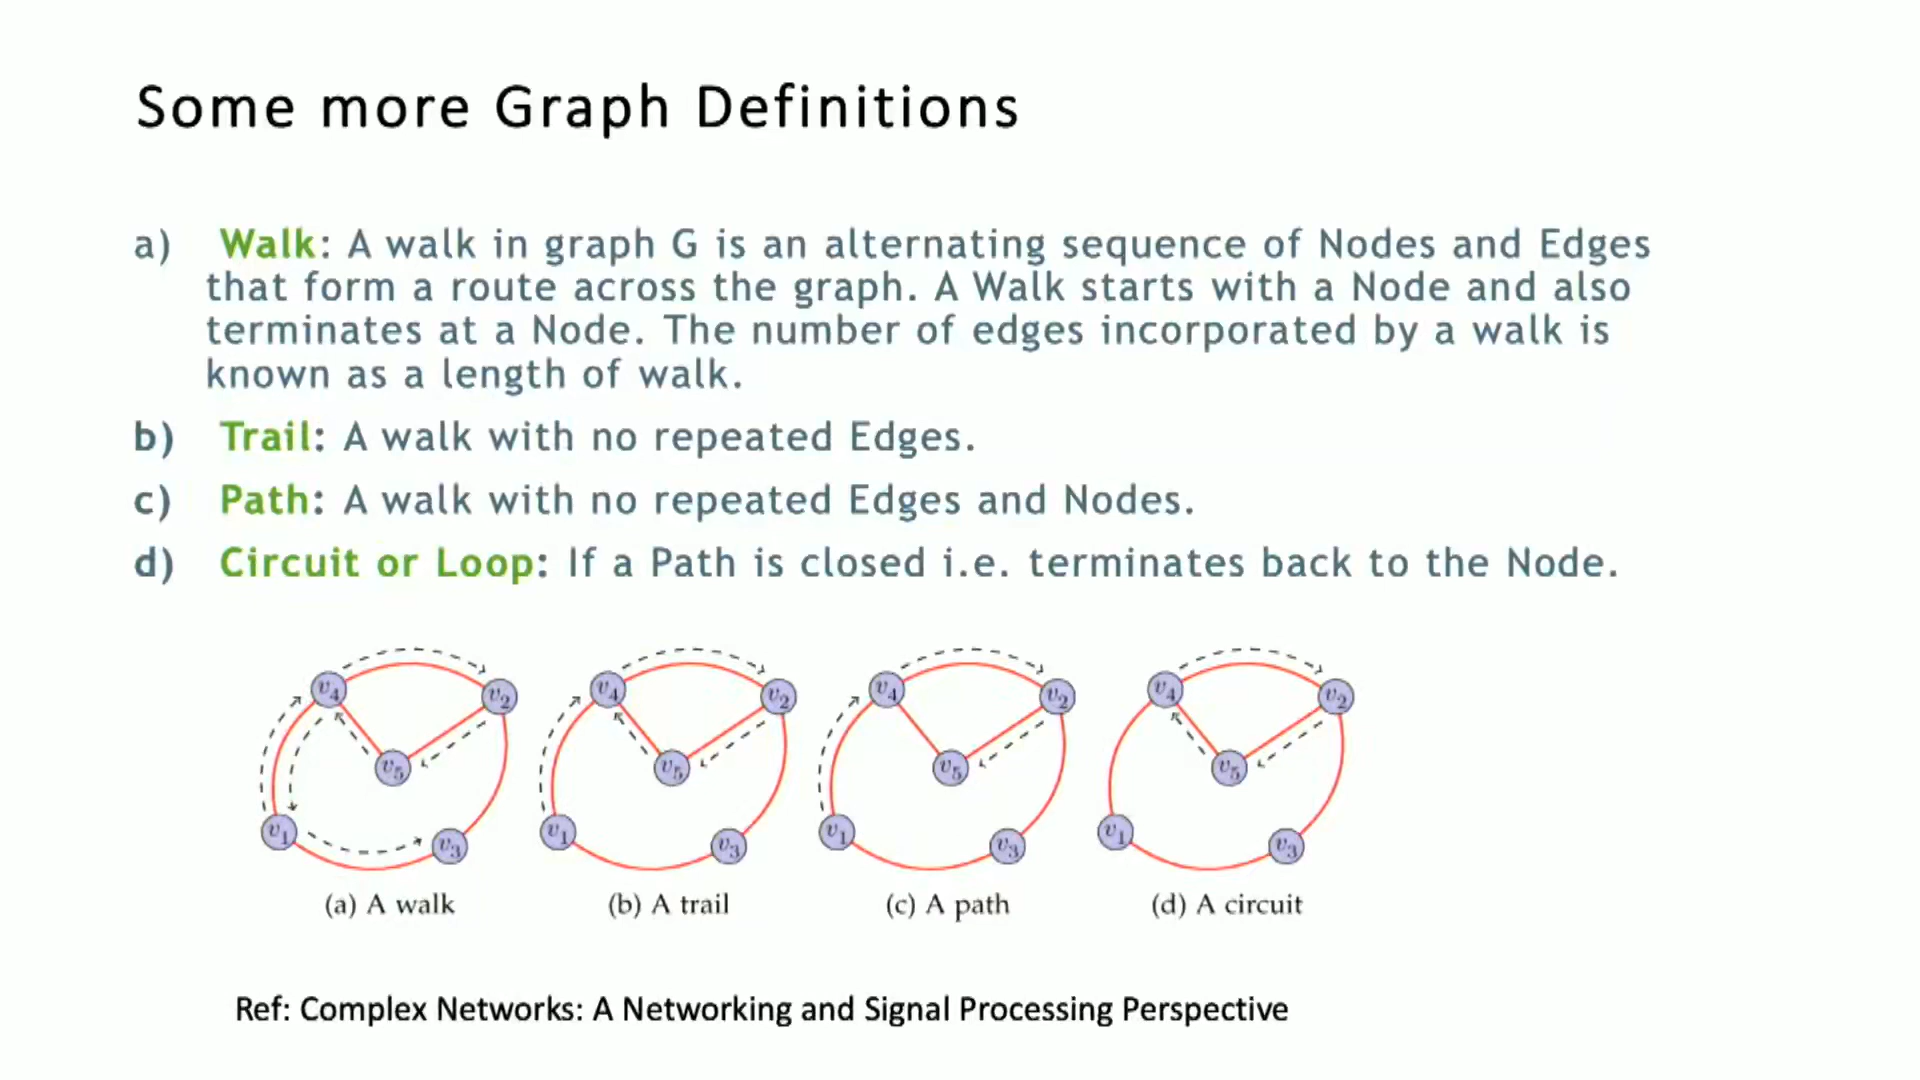 Some more Graph Definitions
a) Walk: A walk in graph G is an alternating sequence of Nodes and Edges
that form a route across the graph. A Walk starts with a Node and also
terminates at a Node. The number of edges incorporated by a walk is
known as a length of walk.
b) Trail: A walk with no repeated Edges.
c) Path: A walk with no repeated Edges and Nodes.
d) Circuit or Loop: If a Path is closed i.e. terminates back to the Node.
v4 v2 v5 v1 v3
v4 v2 v5 v1 v3
v4 v2 v5 v1 v3
v4 v2 v5 v1 v3
(a) A walk (b) A trail (c) A path (d) A circuit
Ref: Complex Networks: A Networking and Signal Processing Perspective